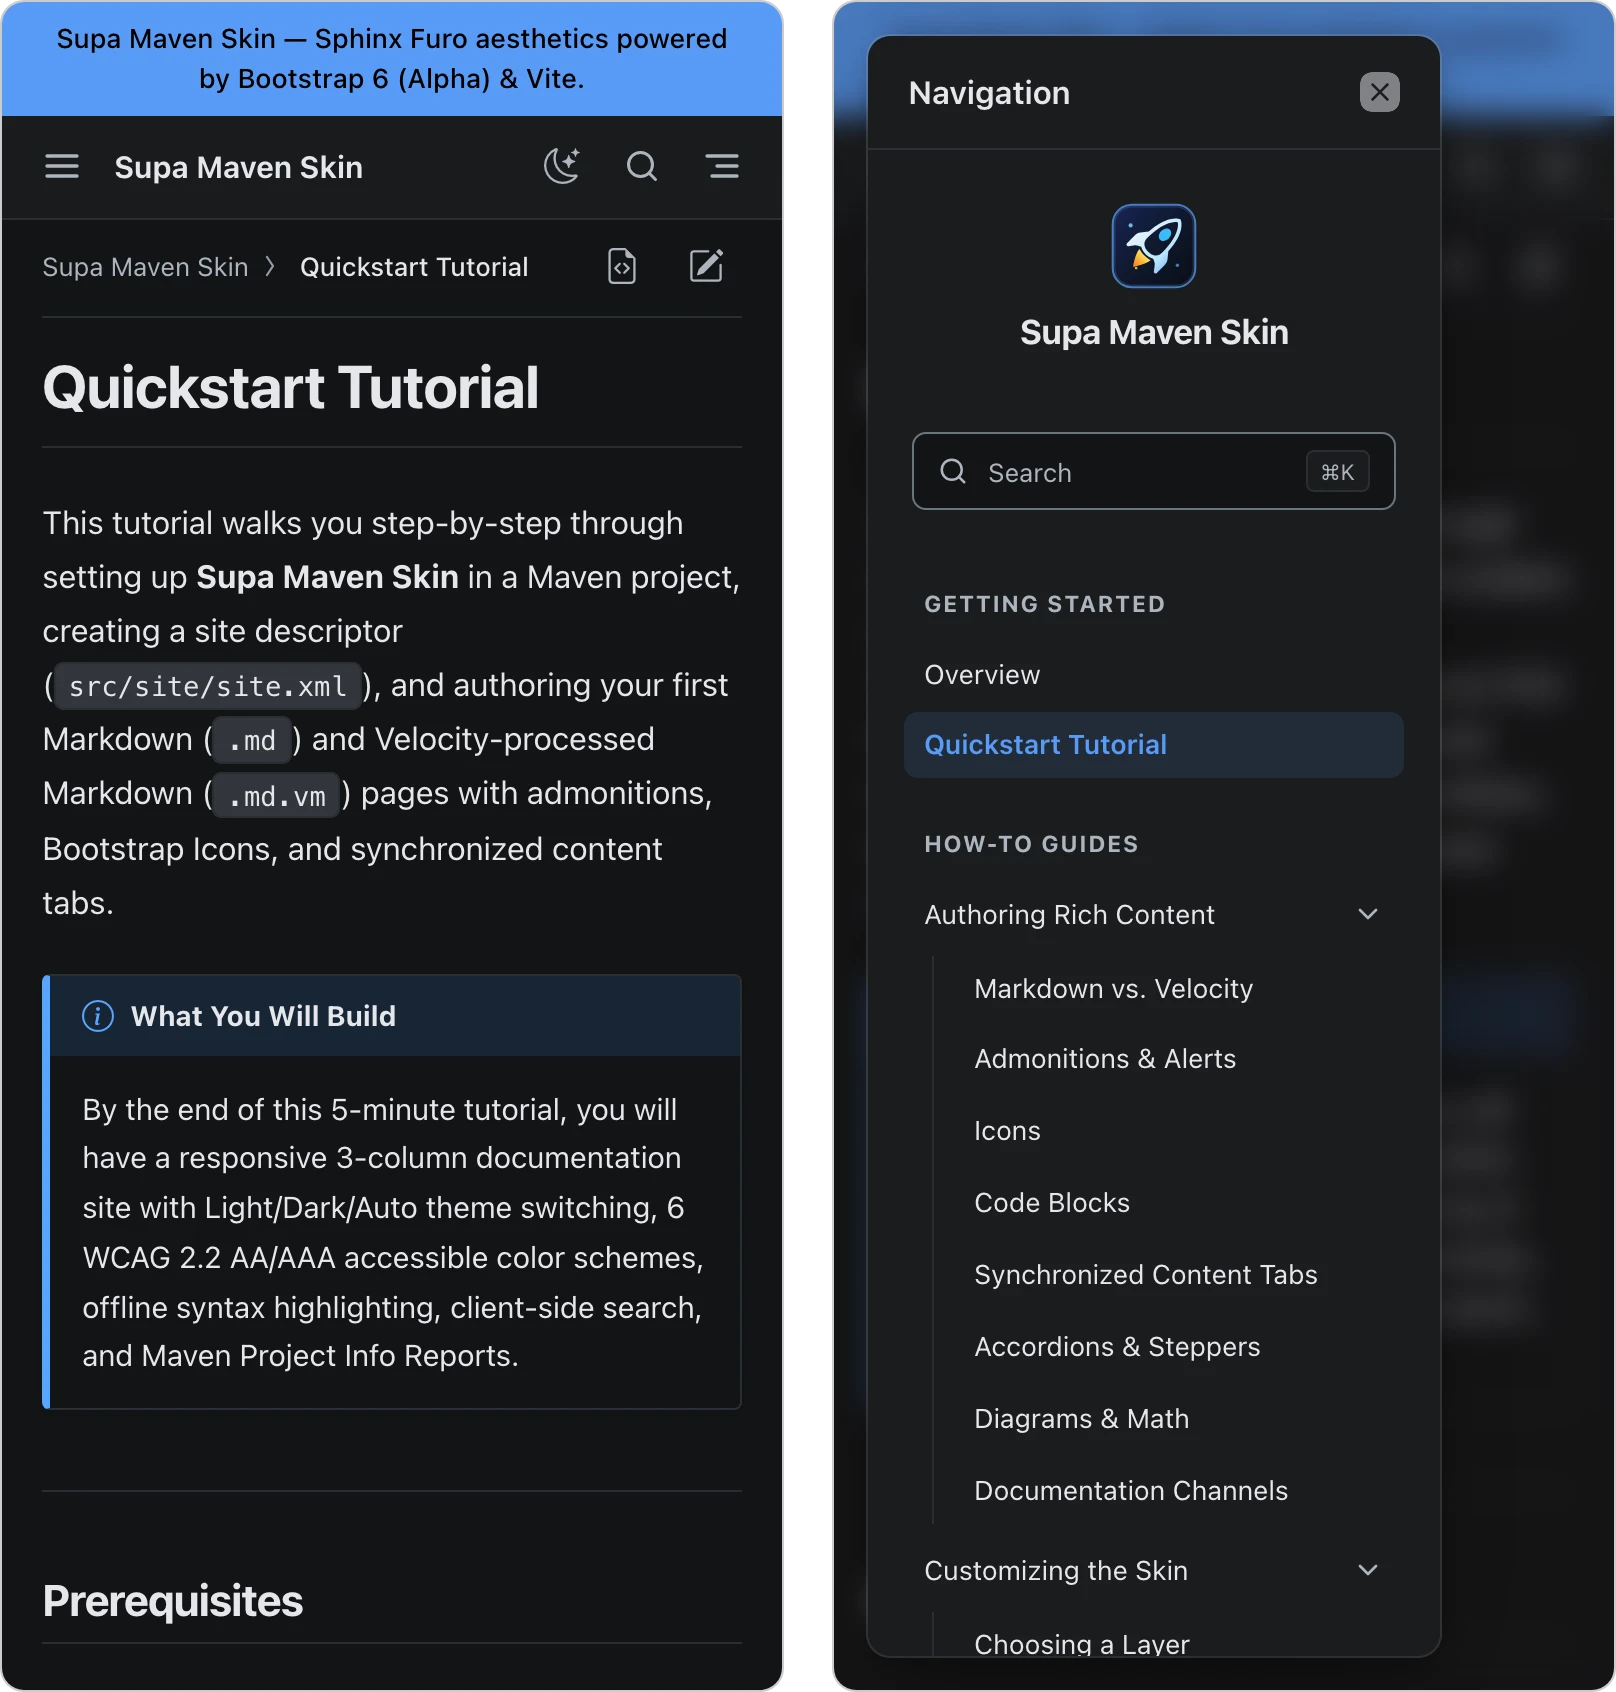 Supa Maven Skin — Sphinx Furo aesthetics powered
by Bootstrap 6 (Alpha) & Vite.
Supa Maven Skin
Supa Maven Skin
Quickstart Tutorial
Quickstart Tutorial
This tutorial walks you step-by-step through
setting up Supa Maven Skin in a Maven project,
creating a site descriptor
(src/site/site.xml), and authoring your first
Markdown (.md) and Velocity-processed
Markdown (.md.vm) pages with admonitions,
Bootstrap Icons, and synchronized content
tabs.
What You Will Build
By the end of this 5-minute tutorial, you will
have a responsive 3-column documentation
site with Light/Dark/Auto theme switching, 6
WCAG 2.2 AA/AAA accessible color schemes,
offline syntax highlighting, client-side search,
and Maven Project Info Reports.
Prerequisites
Navigation
Supa Maven Skin
Search
⌘K
GETTING STARTED
Overview
Quickstart Tutorial
HOW-TO GUIDES
Authoring Rich Content
Markdown vs. Velocity
Admonitions & Alerts
Icons
Code Blocks
Synchronized Content Tabs
Accordions & Steppers
Diagrams & Math
Documentation Channels
Customizing the Skin
Choosing a Layer